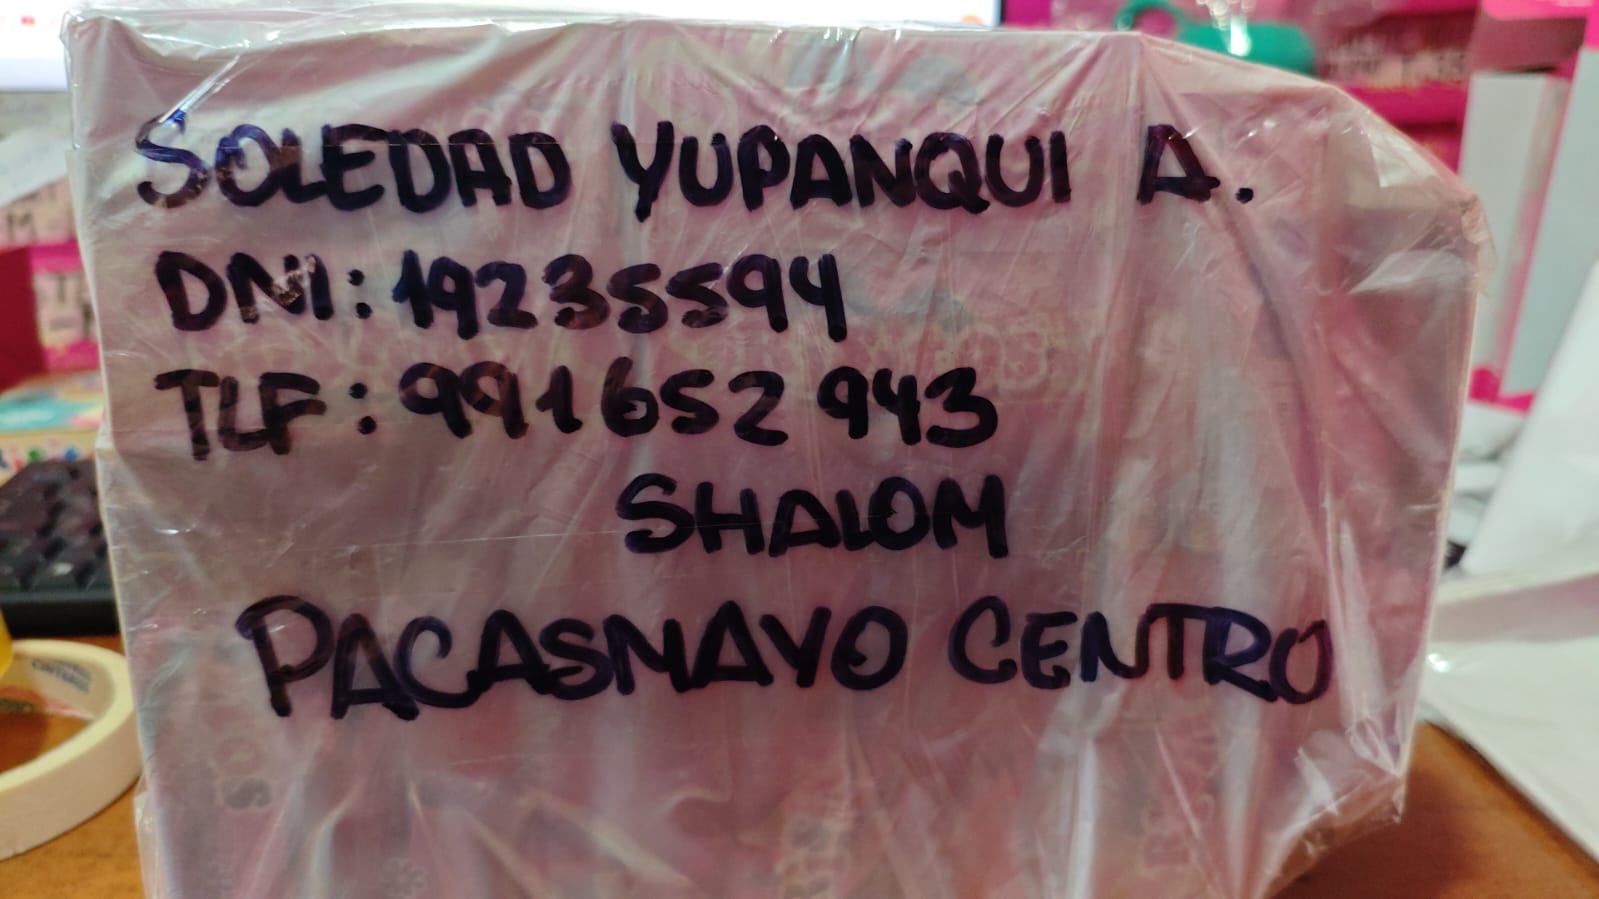 SOLEDAD YUPANQUI A.
DNI: 19235594
TLF: 991652943
SHALOM
PACASMAYO CENTRO